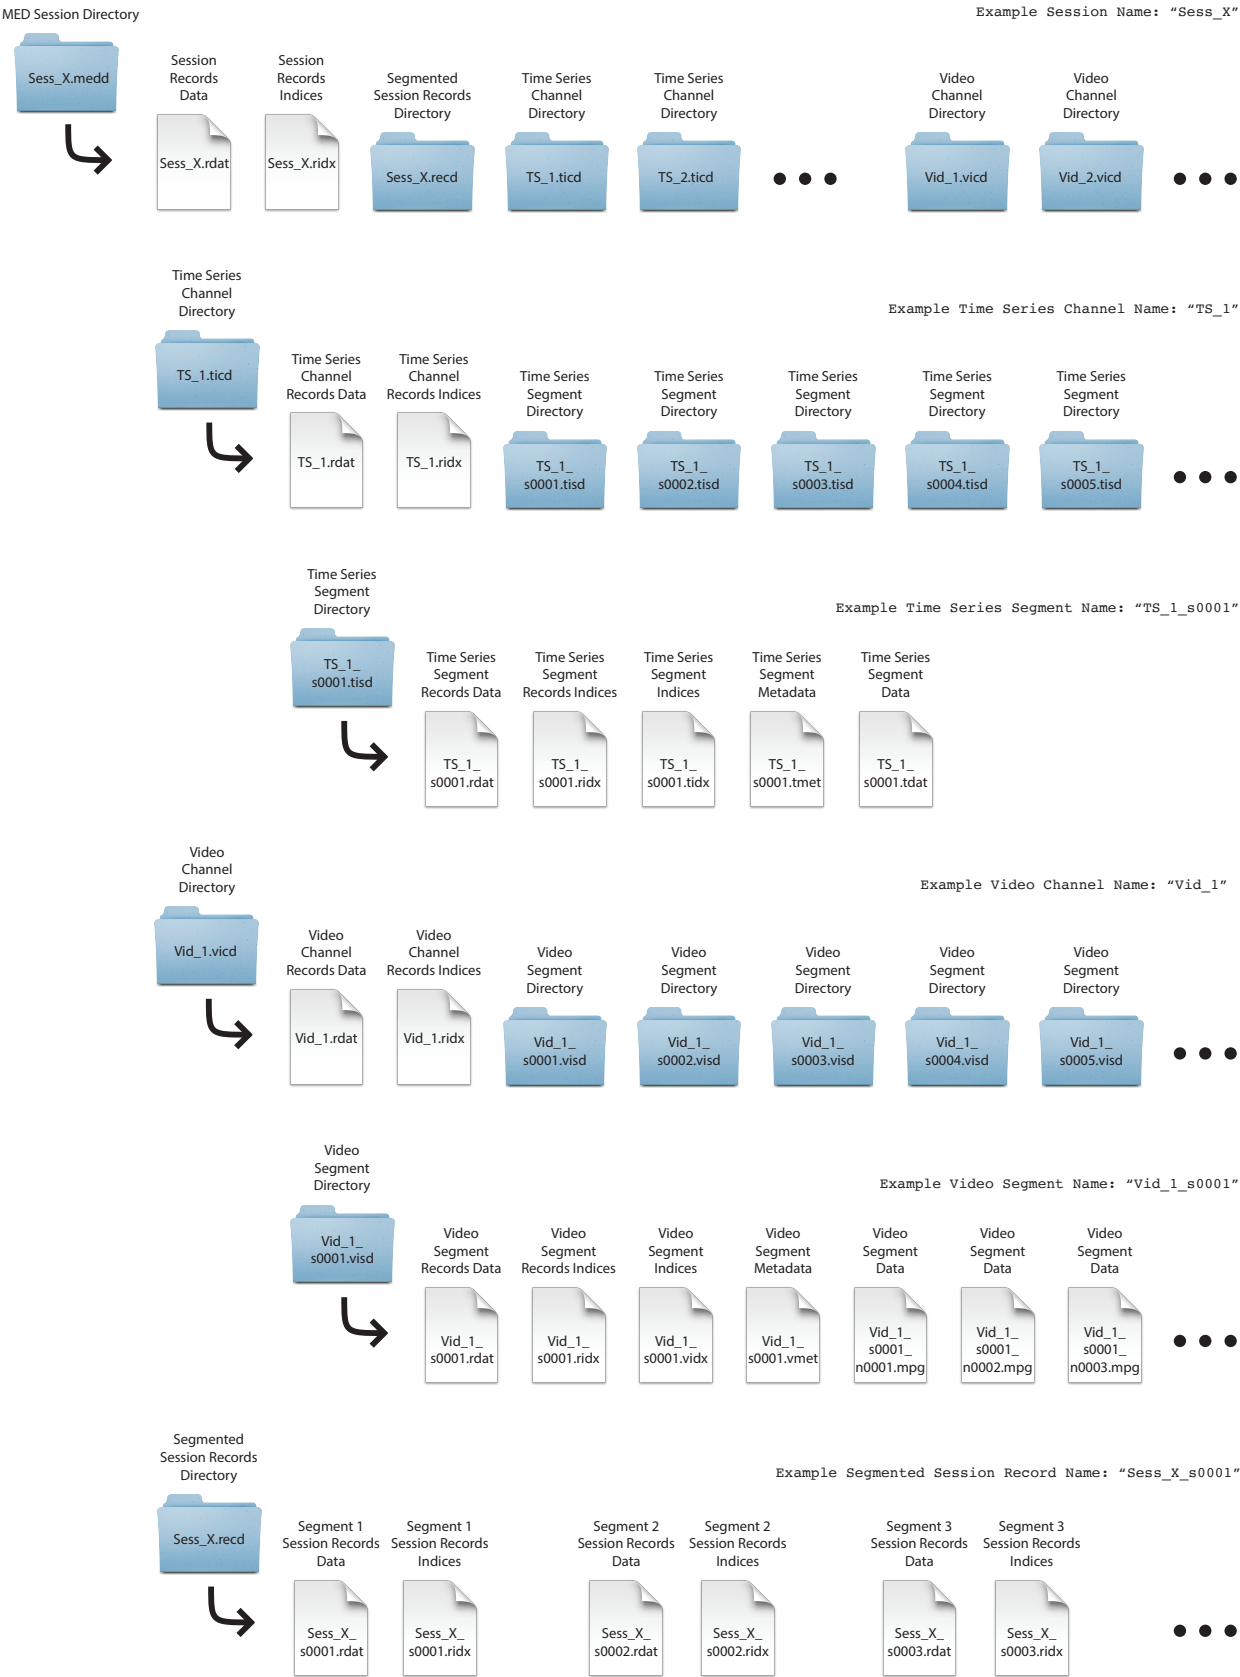 MED Session Directory
Example Session Name: “Sess_X”
Sess_X.medd
Session
Records
Data
Session
Records
Indices
Segmented
Session Records
Directory
Time Series
Channel
Directory
Time Series
Channel
Directory
Video
Channel
Directory
Video
Channel
Directory
Sess_X.rdat
Sess_X.ridx
Sess_X.recd
TS_1.ticd
TS_2.ticd
Vid_1.vicd
Vid_2.vicd
Time Series
Channel
Directory
Example Time Series Channel Name: “TS_1”
TS_1.ticd
Time Series
Channel
Records Data
Time Series
Channel
Records Indices
Time Series
Segment
Directory
Time Series
Segment
Directory
Time Series
Segment
Directory
Time Series
Segment
Directory
Time Series
Segment
Directory
TS_1.rdat
TS_1.ridx
TS_1_
s0001.tisd
TS_1_
s0002.tisd
TS_1_
s0003.tisd
TS_1_
s0004.tisd
TS_1_
s0005.tisd
Time Series
Segment
Directory
Example Time Series Segment Name: “TS_1_s0001”
TS_1_
s0001.tisd
Time Series
Segment
Records Data
Time Series
Segment
Records Indices
Time Series
Segment
Indices
Time Series
Segment
Metadata
Time Series
Segment
Data
TS_1_
s0001.rdat
TS_1_
s0001.ridx
TS_1_
s0001.tidx
TS_1_
s0001.tmet
TS_1_
s0001.tdat
Video
Channel
Directory
Example Video Channel Name: “Vid_1”
Vid_1.vicd
Video
Channel
Records Data
Video
Channel
Records Indices
Video
Segment
Directory
Video
Segment
Directory
Video
Segment
Directory
Video
Segment
Directory
Video
Segment
Directory
Vid_1.rdat
Vid_1.ridx
Vid_1_
s0001.visd
Vid_1_
s0002.visd
Vid_1_
s0003.visd
Vid_1_
s0004.visd
Vid_1_
s0005.visd
Video
Segment
Directory
Example Video Segment Name: “Vid_1_s0001”
Vid_1_
s0001.visd
Video
Segment
Records Data
Video
Segment
Records Indices
Video
Segment
Indices
Video
Segment
Metadata
Video
Segment
Data
Video
Segment
Data
Video
Segment
Data
Vid_1_
s0001.rdat
Vid_1_
s0001.ridx
Vid_1_
s0001.vidx
Vid_1_
s0001.vmet
Vid_1_
s0001_
n0001.mpg
Vid_1_
s0001_
n0002.mpg
Vid_1_
s0001_
n0003.mpg
Segmented
Session Records
Directory
Example Segmented Session Record Name: “Sess_X_s0001”
Sess_X.recd
Segment 1
Session Records
Data
Segment 1
Session Records
Indices
Segment 2
Session Records
Data
Segment 2
Session Records
Indices
Segment 3
Session Records
Data
Segment 3
Session Records
Indices
Sess_X_
s0001.rdat
Sess_X_
s0001.ridx
Sess_X_
s0002.rdat
Sess_X_
s0002.ridx
Sess_X_
s0003.rdat
Sess_X_
s0003.ridx